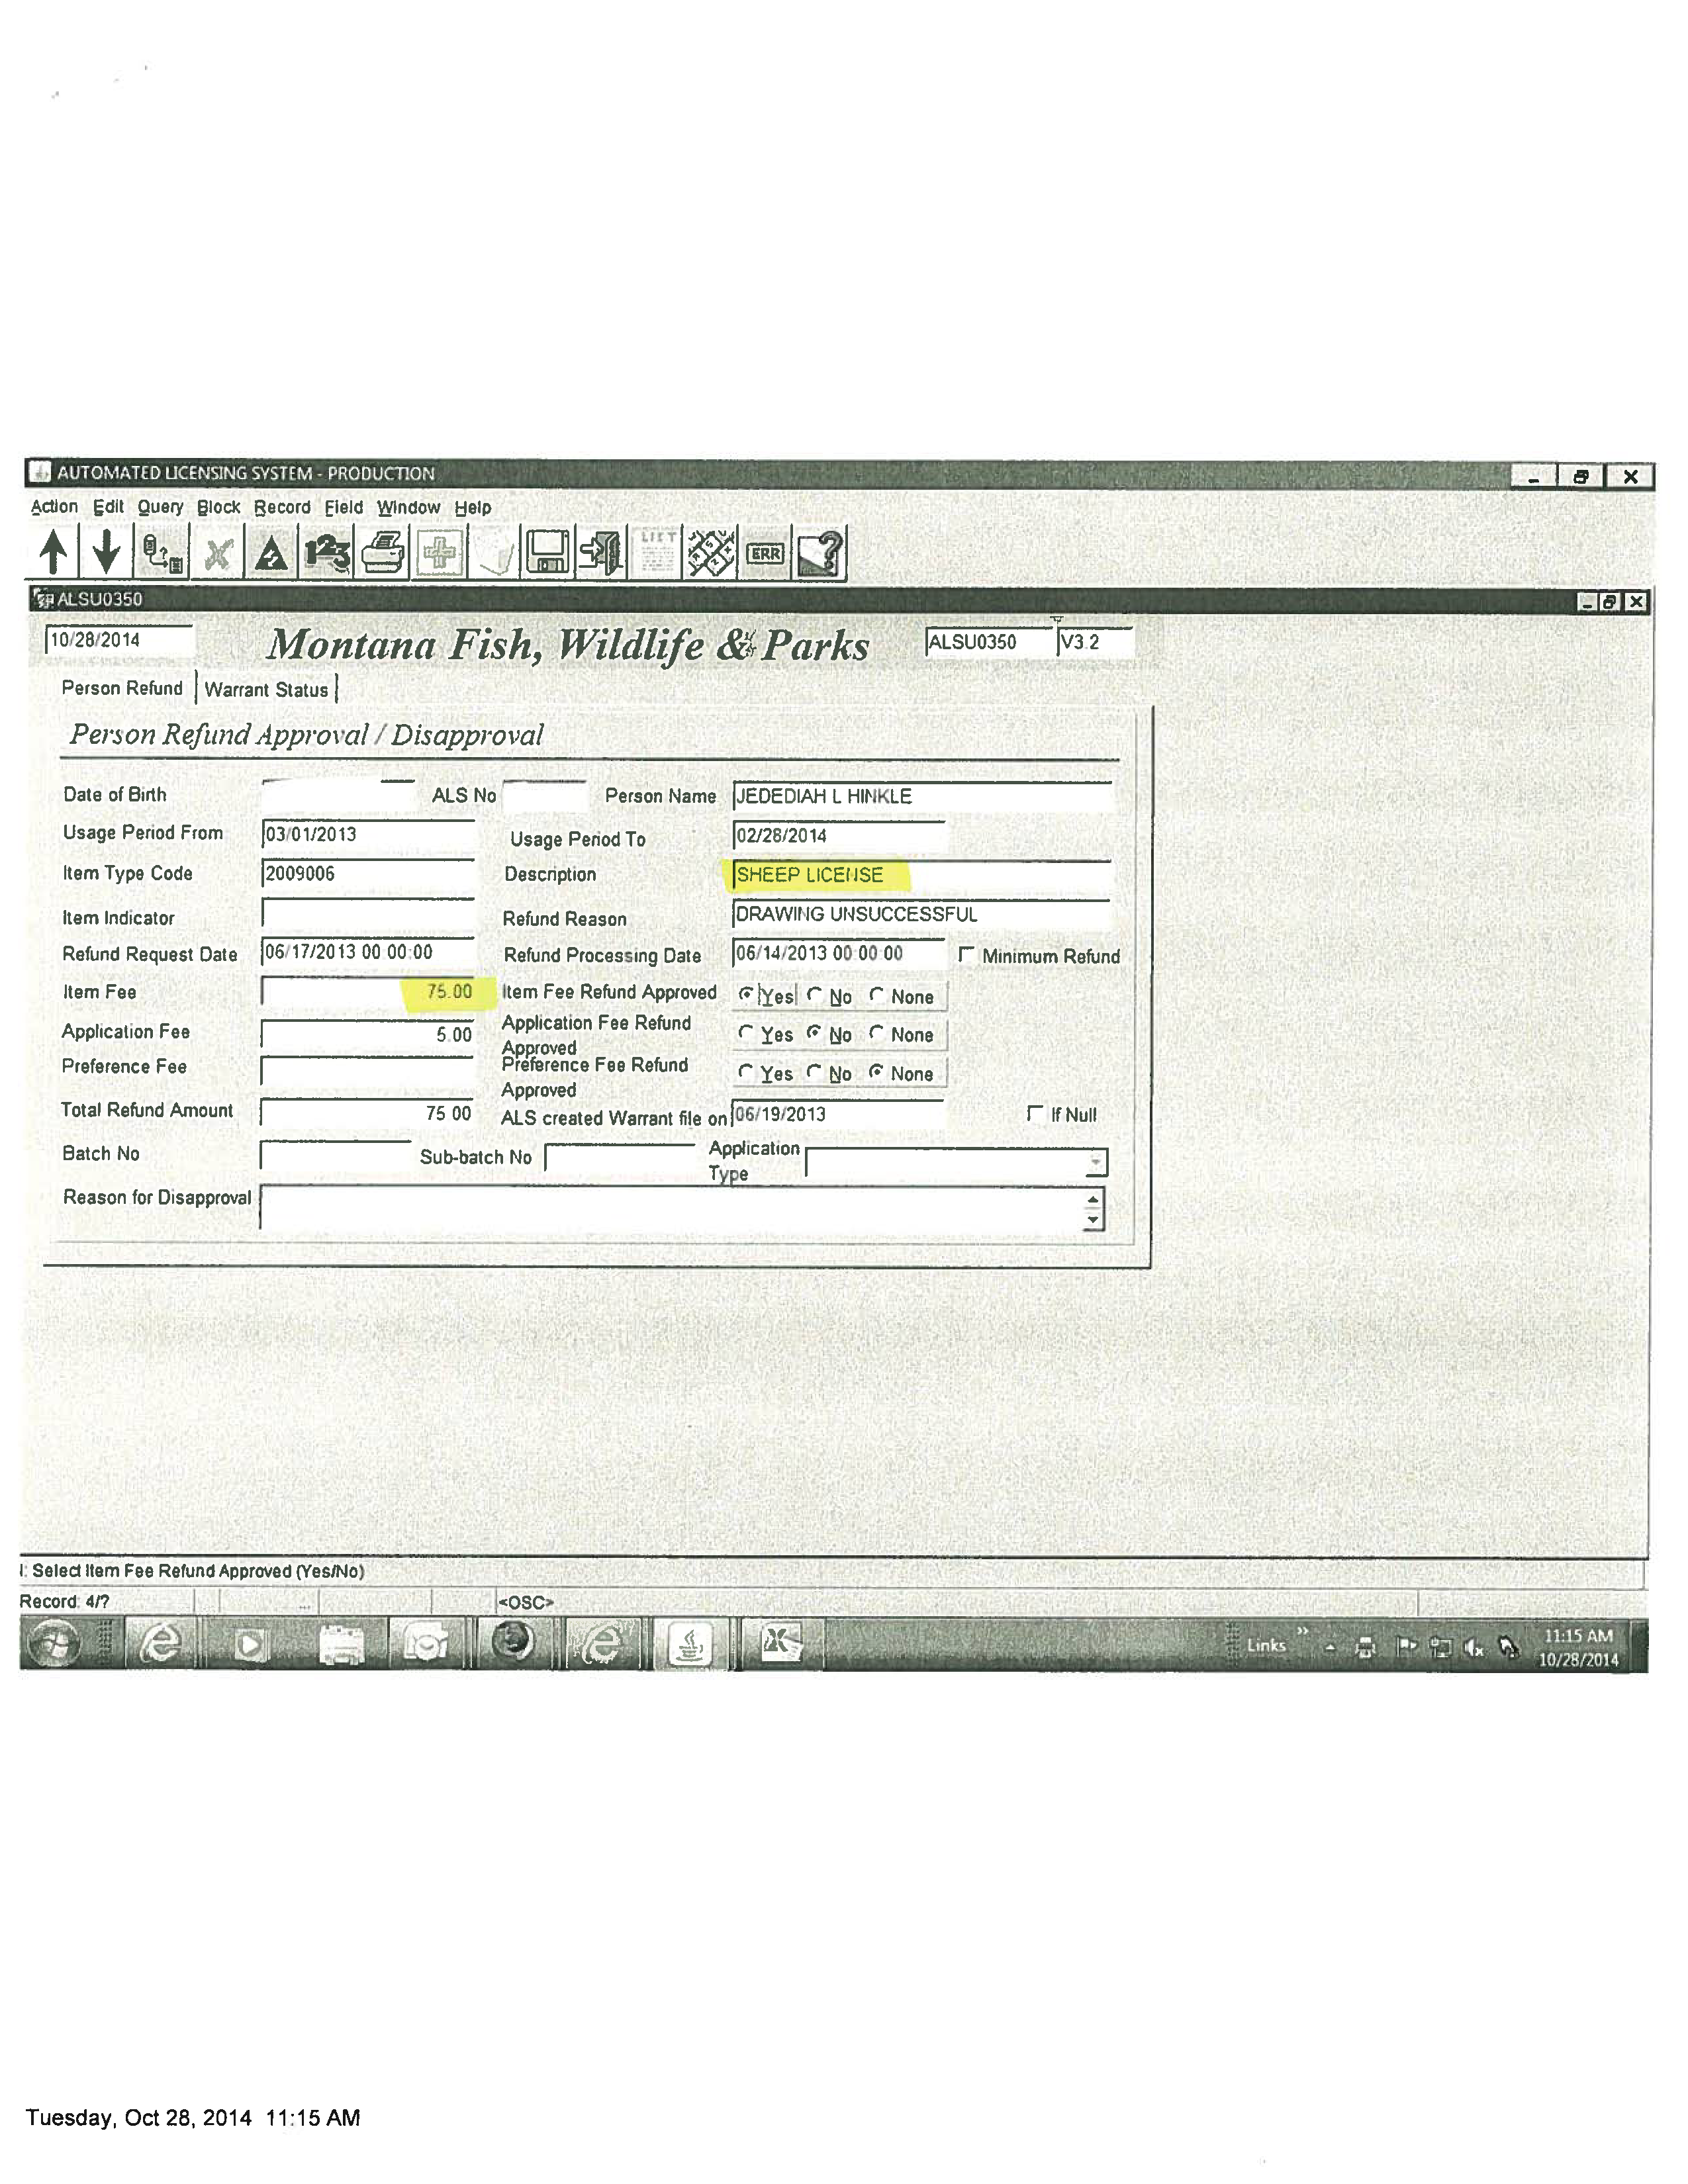 AUTOMATED LICENSING SYSTEM - PRODUCTION
Action Edit Query Block Record Field Window Help
123 LIST ERR ?
ALSU0350
10/28/2014 Montana Fish, Wildlife & Parks ALSU0350 V3.2
Person Refund Warrant Status
Person Refund Approval / Disapproval
Date of Birth ALS No Person Name JEDEDIAH L HINKLE
Usage Period From 03/01/2013 Usage Period To 02/28/2014
Item Type Code 2009006 Description SHEEP LICENSE
Item Indicator Refund Reason DRAWING UNSUCCESSFUL
Refund Request Date 06/17/2013 00:00:00 Refund Processing Date 06/14/2013 00:00:00 Minimum Refund
Item Fee 75.00 Item Fee Refund Approved Yes No None
Application Fee 5.00 Application Fee Refund Approved Yes No None
Preference Fee Preference Fee Refund Approved Yes No None
Total Refund Amount 75.00 ALS created Warrant file on 06/19/2013 If Null
Batch No Sub-batch No Application Type
Reason for Disapproval
I: Select Item Fee Refund Approved (Yes/No)
Record: 4/? ... <OSC>
Links » 11:15 AM
10/28/2014
Tuesday, Oct 28, 2014 11:15 AM